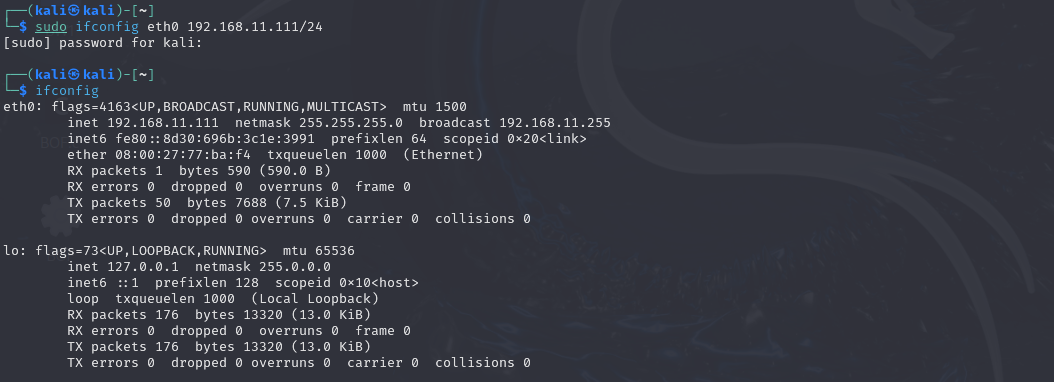 ┌──(kali㉿kali)-[~]
└─$ sudo ifconfig eth0 192.168.11.111/24
[sudo] password for kali:

┌──(kali㉿kali)-[~]
└─$ ifconfig
eth0: flags=4163<UP,BROADCAST,RUNNING,MULTICAST>  mtu 1500
        inet 192.168.11.111  netmask 255.255.255.0  broadcast 192.168.11.255
        inet6 fe80::8d30:696b:3c1e:3991  prefixlen 64  scopeid 0×20<link>
        ether 08:00:27:77:ba:f4  txqueuelen 1000  (Ethernet)
        RX packets 1  bytes 590 (590.0 B)
        RX errors 0  dropped 0  overruns 0  frame 0
        TX packets 50  bytes 7688 (7.5 KiB)
        TX errors 0  dropped 0 overruns 0  carrier 0  collisions 0

lo: flags=73<UP,LOOPBACK,RUNNING>  mtu 65536
        inet 127.0.0.1  netmask 255.0.0.0
        inet6 ::1  prefixlen 128  scopeid 0×10<host>
        loop  txqueuelen 1000  (Local Loopback)
        RX packets 176  bytes 13320 (13.0 KiB)
        RX errors 0  dropped 0  overruns 0  frame 0
        TX packets 176  bytes 13320 (13.0 KiB)
        TX errors 0  dropped 0 overruns 0  carrier 0  collisions 0